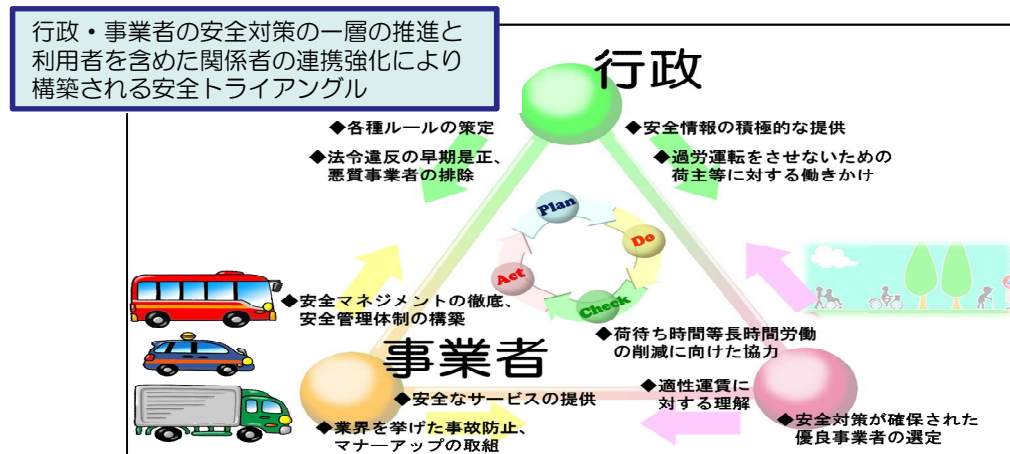 行政・事業者の安全対策の一層の推進と
利用者を含めた関係者の連携強化により
構築される安全トライアングル
行政
◆各種ルールの策定
◆法令違反の早期是正、
悪質事業者の排除
◆安全情報の積極的な提供
◆過労運転をさせないための
荷主等に対する働きかけ
Plan
Do
Check
Act
◆安全マネジメントの徹底、
安全管理体制の構築
事業者
◆荷待ち時間等長時間労働
の削減に向けた協力
◆安全なサービスの提供
◆業界を挙げた事故防止、
マナーアップの取組
◆適性運賃に
対する理解
◆安全対策が確保された
優良事業者の選定